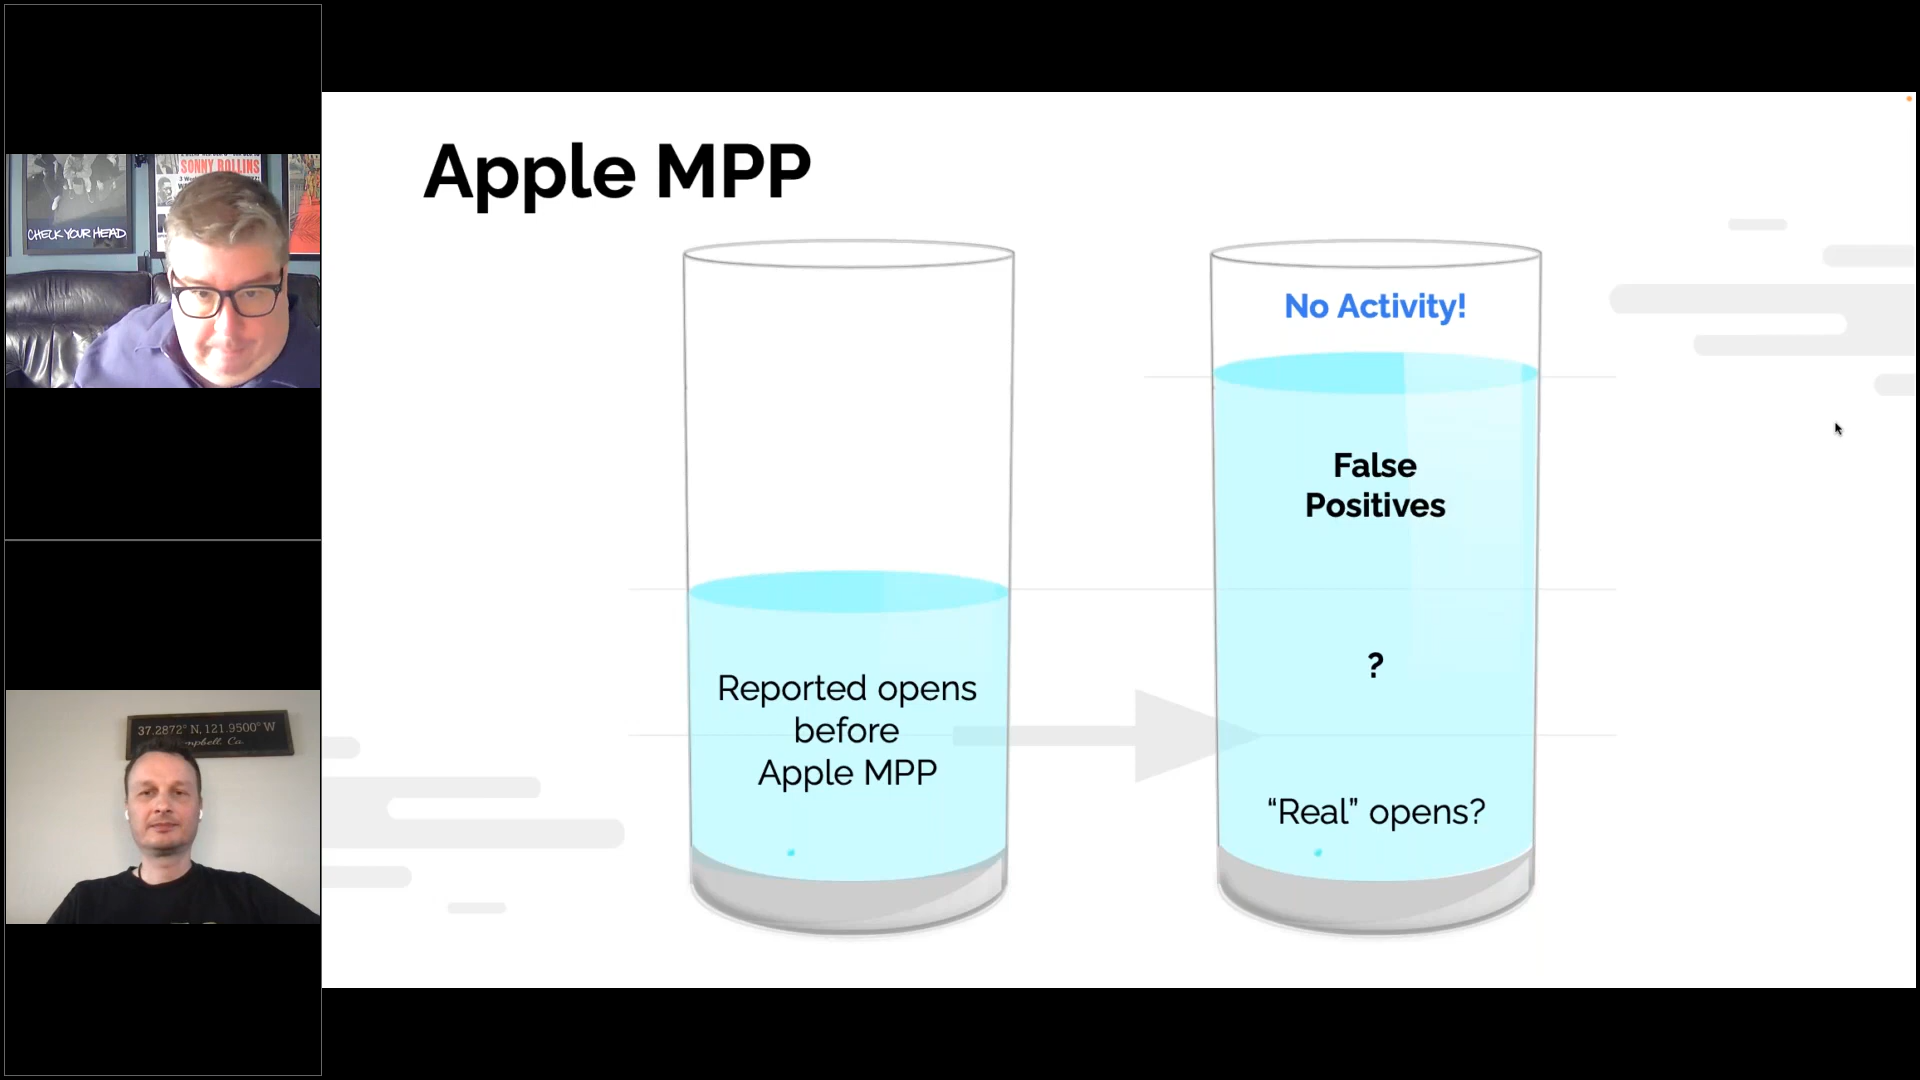 SONNY ROLLINS
CHECK YOUR HEAD
37.2872° N, 121.9500° W
Ca.
Apple MPP
Reported opens
before
Apple MPP
No Activity!
False
Positives
?
“Real” opens?